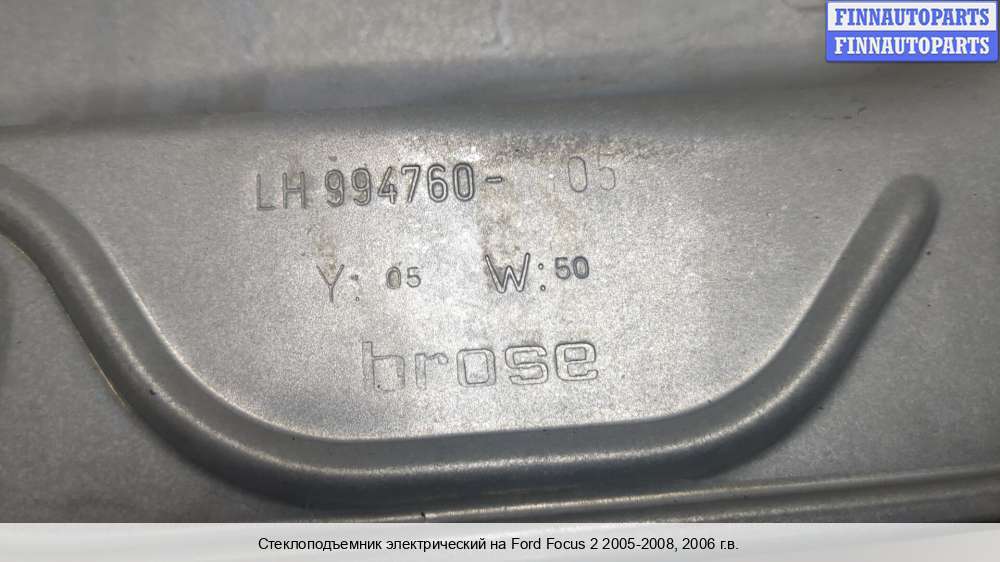 FINNAUTOPARTS
FINNAUTOPARTS
LH 994760- 05
Y: 05 W: 50
brose
Стеклоподъемник электрический на Ford Focus 2 2005-2008, 2006 г.в.